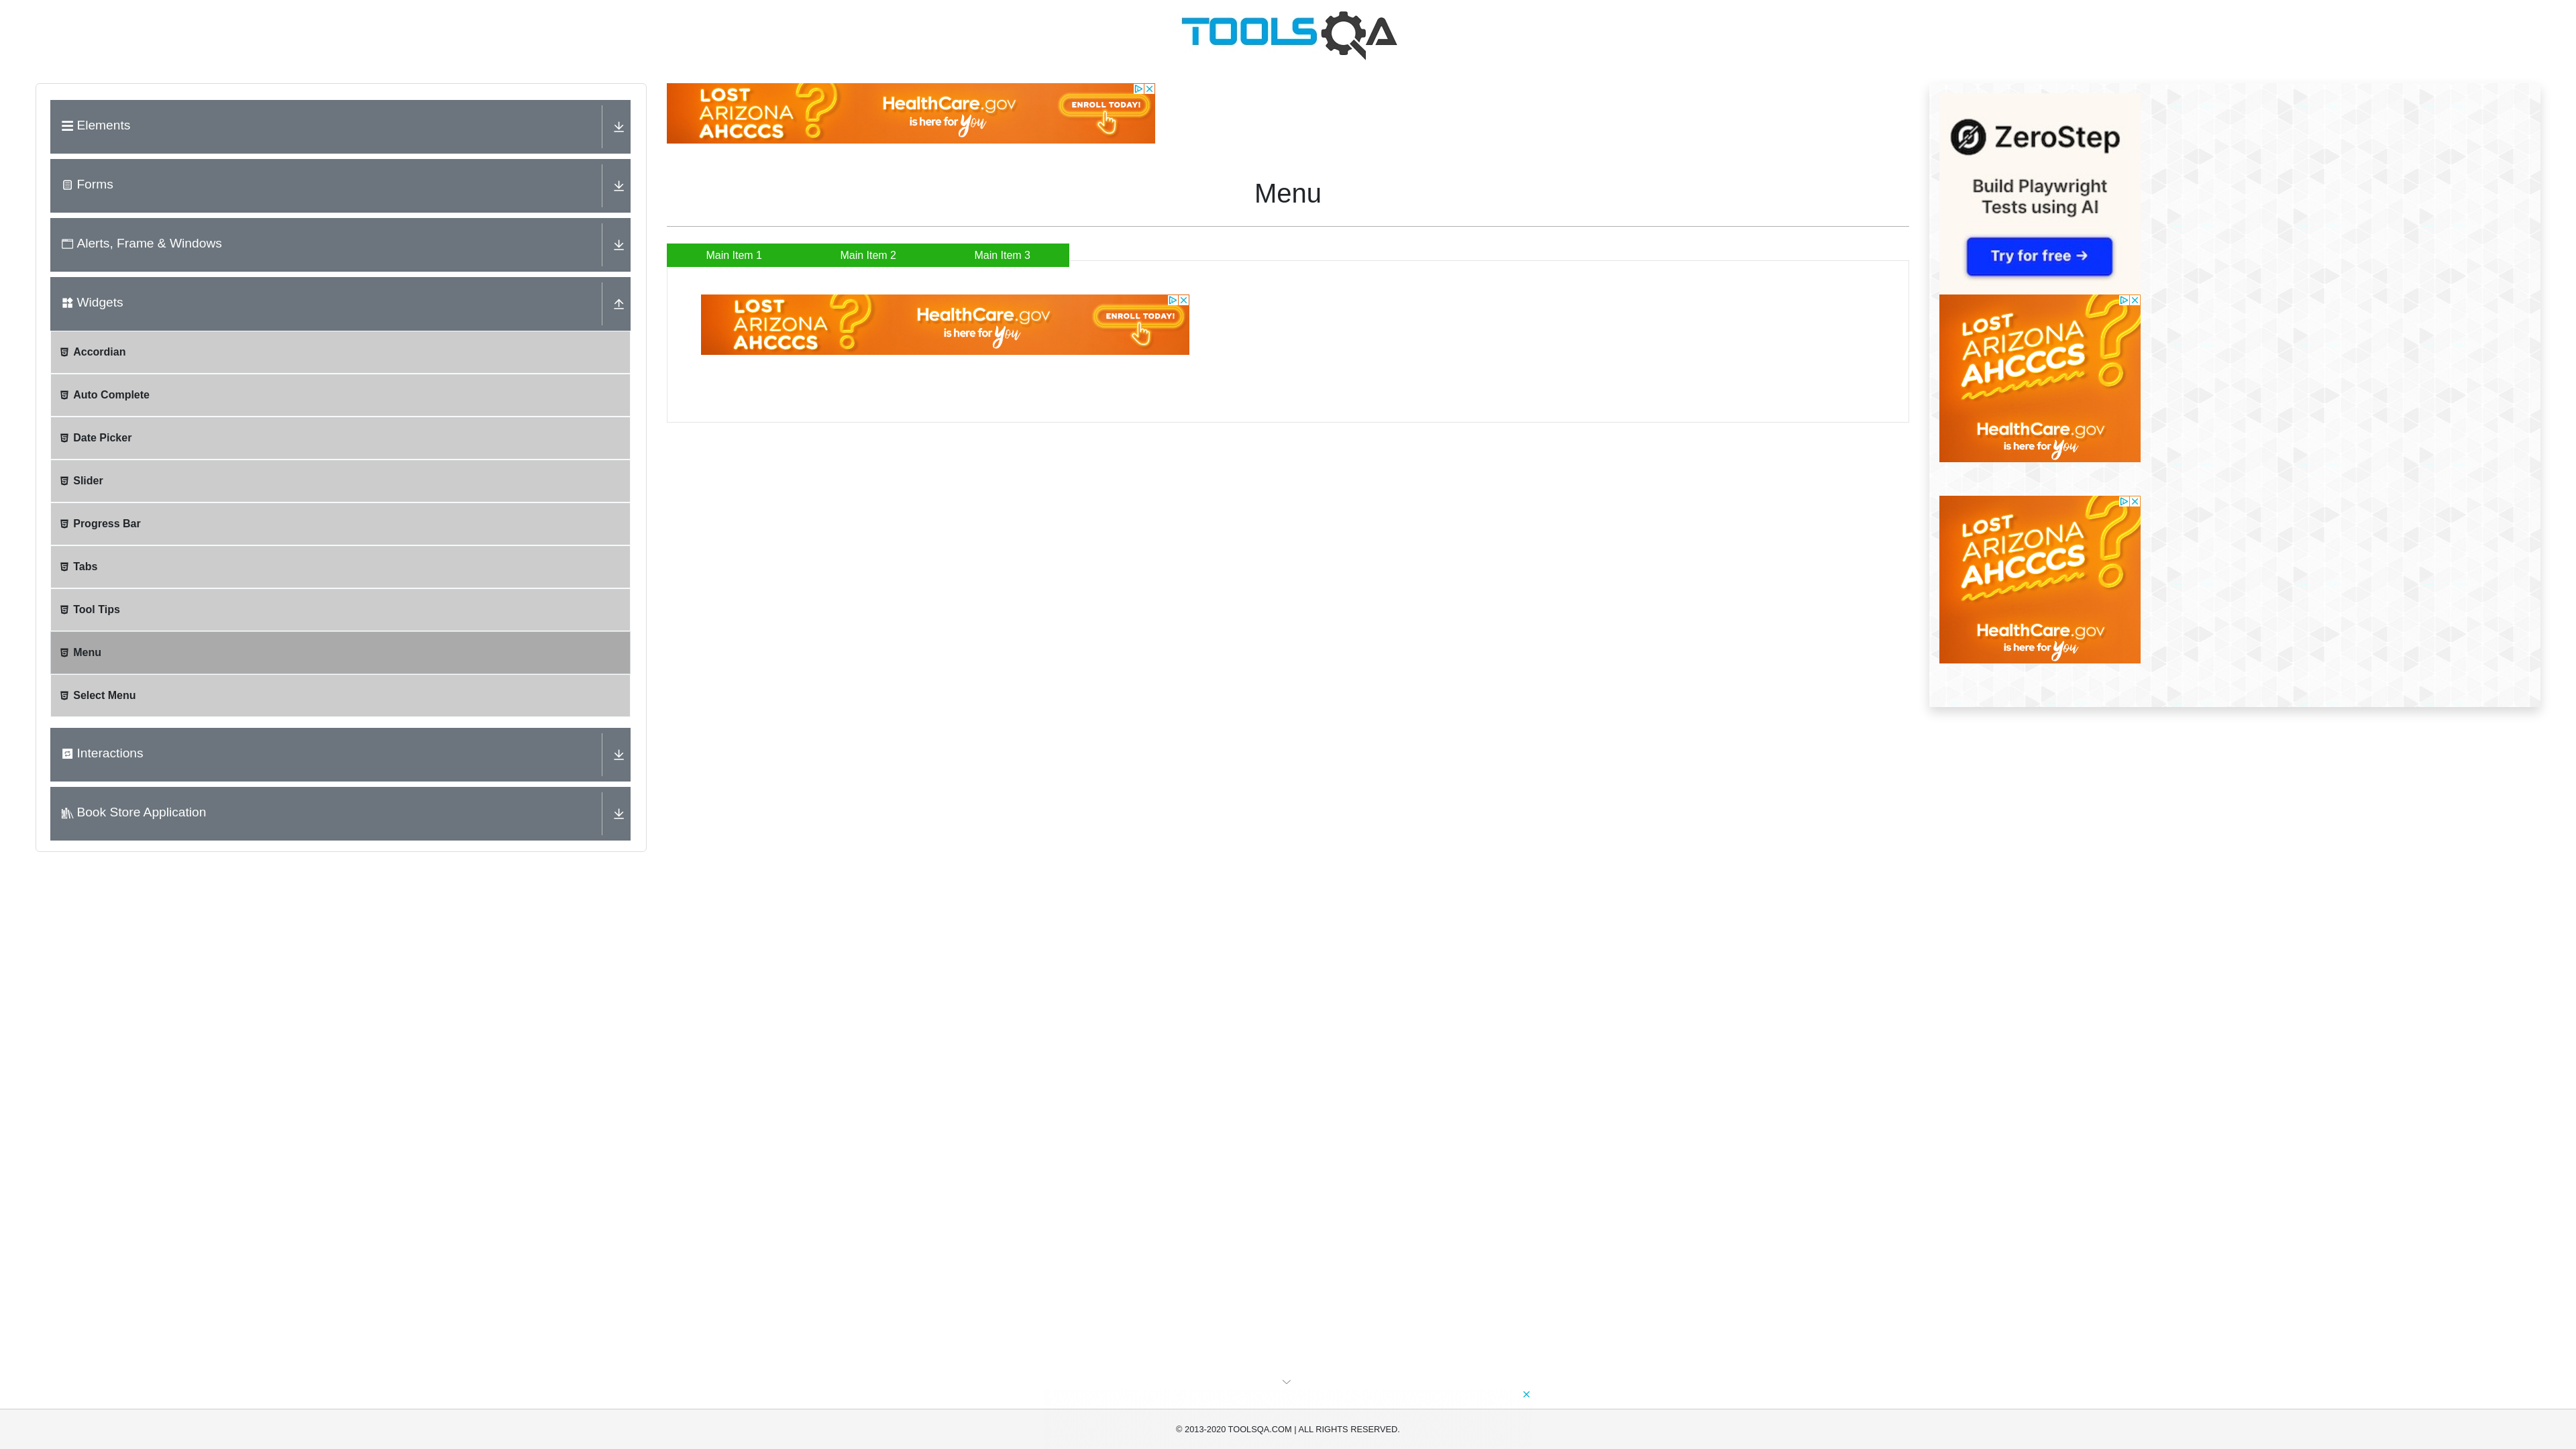 TOOLSQA
Elements
Forms
Alerts, Frame & Windows
Widgets
Accordian
Auto Complete
Date Picker
Slider
Progress Bar
Tabs
Tool Tips
Menu
Select Menu
Interactions
Book Store Application
LOST
ARIZONA
AHCCCS
?
HealthCare.gov
is here for you
ENROLL TODAY!
Menu
Main Item 1
Main Item 2
Main Item 3
LOST
ARIZONA
AHCCCS
?
HealthCare.gov
is here for you
ENROLL TODAY!
ZeroStep
Build Playwright
Tests using AI
Try for free →
LOST
ARIZONA
AHCCCS
?
HealthCare.gov
is here for you
LOST
ARIZONA
AHCCCS
?
HealthCare.gov
is here for you
© 2013-2020 TOOLSQA.COM | ALL RIGHTS RESERVED.